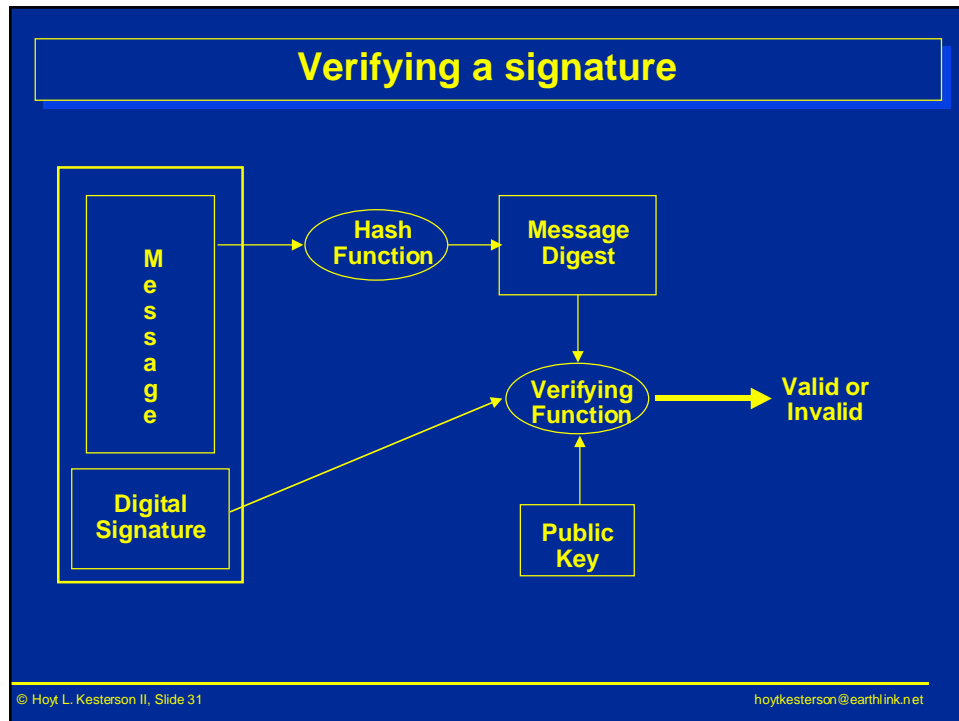 Verifying a signature
Message
Hash
Function
Message
Digest
Verifying
Function
Valid or
Invalid
Digital
Signature
Public
Key
© Hoyt L. Kesterson II, Slide 31
hoytkesterson@earthlink.net